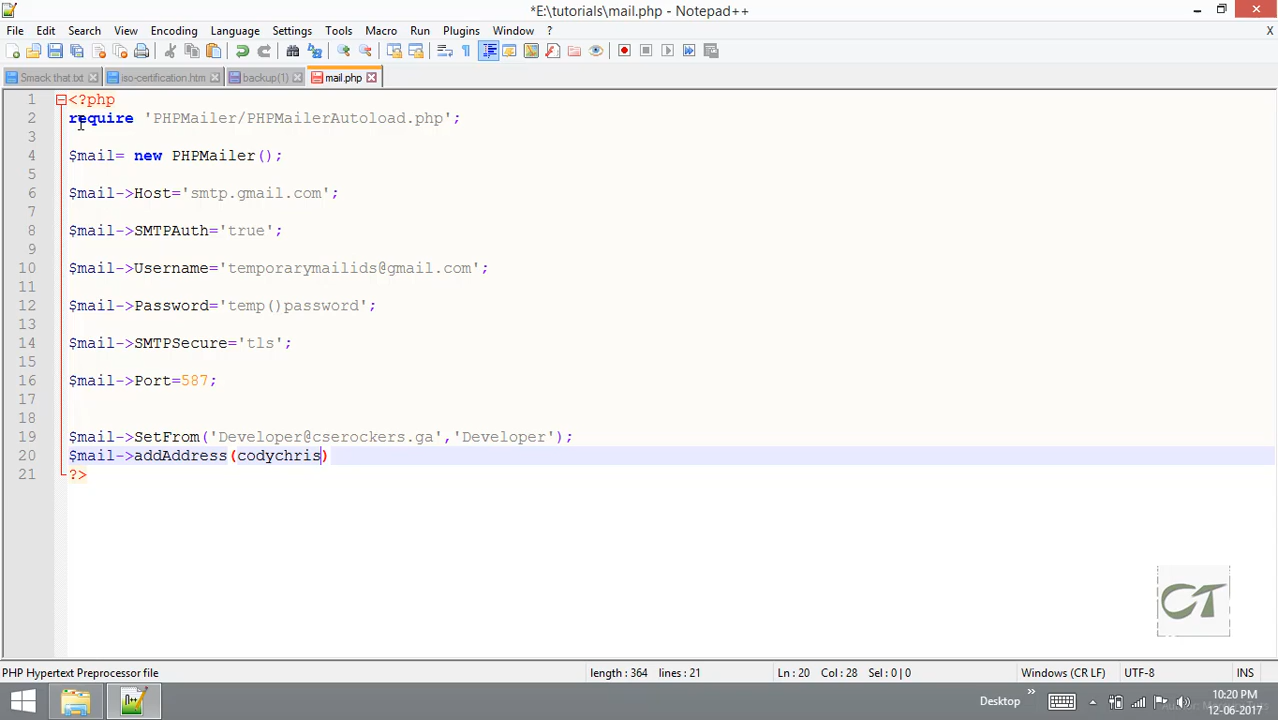 *E:\tutorials\mail.php - Notepad++
File Edit Search View Encoding Language Settings Tools Macro Run Plugins Window ? X
Smack that.txt iso-certification.htm backup(1) mail.php
1 <?php
2 require 'PHPMailer/PHPMailerAutoload.php';
3
4 $mail= new PHPMailer();
5
6 $mail->Host='smtp.gmail.com';
7
8 $mail->SMTPAuth='true';
9
10 $mail->Username='temporarymailids@gmail.com';
11
12 $mail->Password='temp()password';
13
14 $mail->SMTPSecure='tls';
15
16 $mail->Port=587;
17
18
19 $mail->SetFrom('Developer@cserockers.ga','Developer');
20 $mail->addAddress(codychris)
21 ?>
CT
PHP Hypertext Preprocessor file length : 364 lines : 21 Ln : 20 Col : 28 Sel : 0 | 0 Windows (CR LF) UTF-8 INS
Desktop » 10:20 PM
12-06-2017